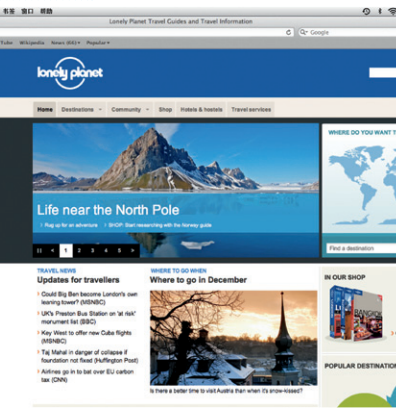 书签 窗口 帮助
Lonely Planet Travel Guides and Travel Information
Google
Tube Wikipedia News (86) Popular
lonely planet
Home Destinations Community Shop Hotels & hostels Travel services
WHERE DO YOU WANT T
Life near the North Pole
Rug up for an adventure SHOP: Start researching with the Norway guide
1 2 3 4 5
Find a destination
TRAVEL NEWS
Updates for travellers
Could Big Ben become London's own
leaning tower? (MSNBC)
UK's Preston Bus Station on 'at risk'
monument list (BBC)
Key West to offer new Cuba flights
(MSNBC)
Taj Mahal in danger of collapse if
foundation not fixed (Huffington Post)
Airlines go in to bat over EU carbon
tax (CNN)
WHERE TO GO WHEN
Where to go in December
Is there a better time to visit Austria than when it's snow-kissed?
IN OUR SHOP
BANGKOK
POPULAR DESTINATION